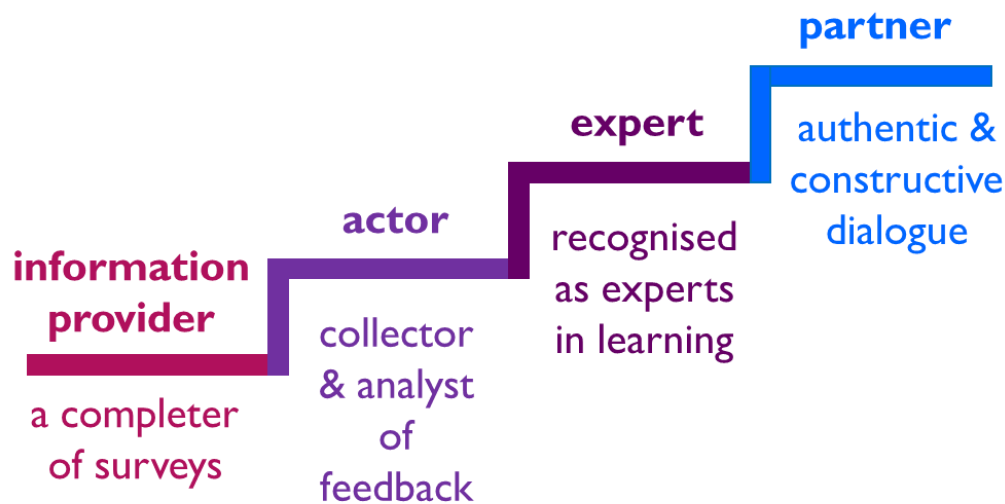 information
provider
a completer
of surveys
actor
collector
& analyst
of
feedback
expert
recognised
as experts
in learning
partner
authentic &
constructive
dialogue